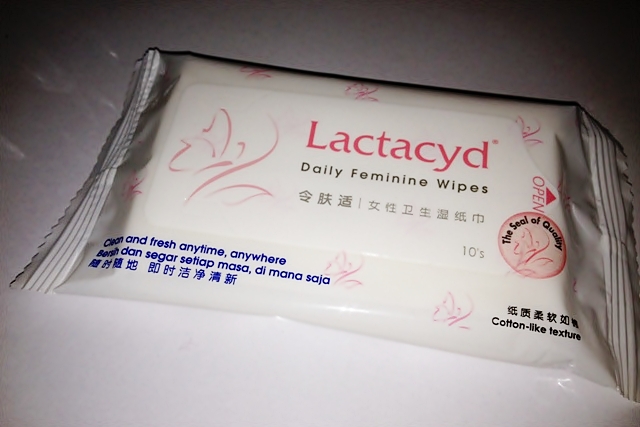 Lactacyd®
Daily Feminine Wipes
令肤适 | 女性卫生湿纸巾
10's
OPEN
The Seal of Quality
Clean and fresh anytime, anywhere
Bersih dan segar setiap masa, di mana saja
随时随地 即时洁净清新
纸质柔软如棉
Cotton-like texture